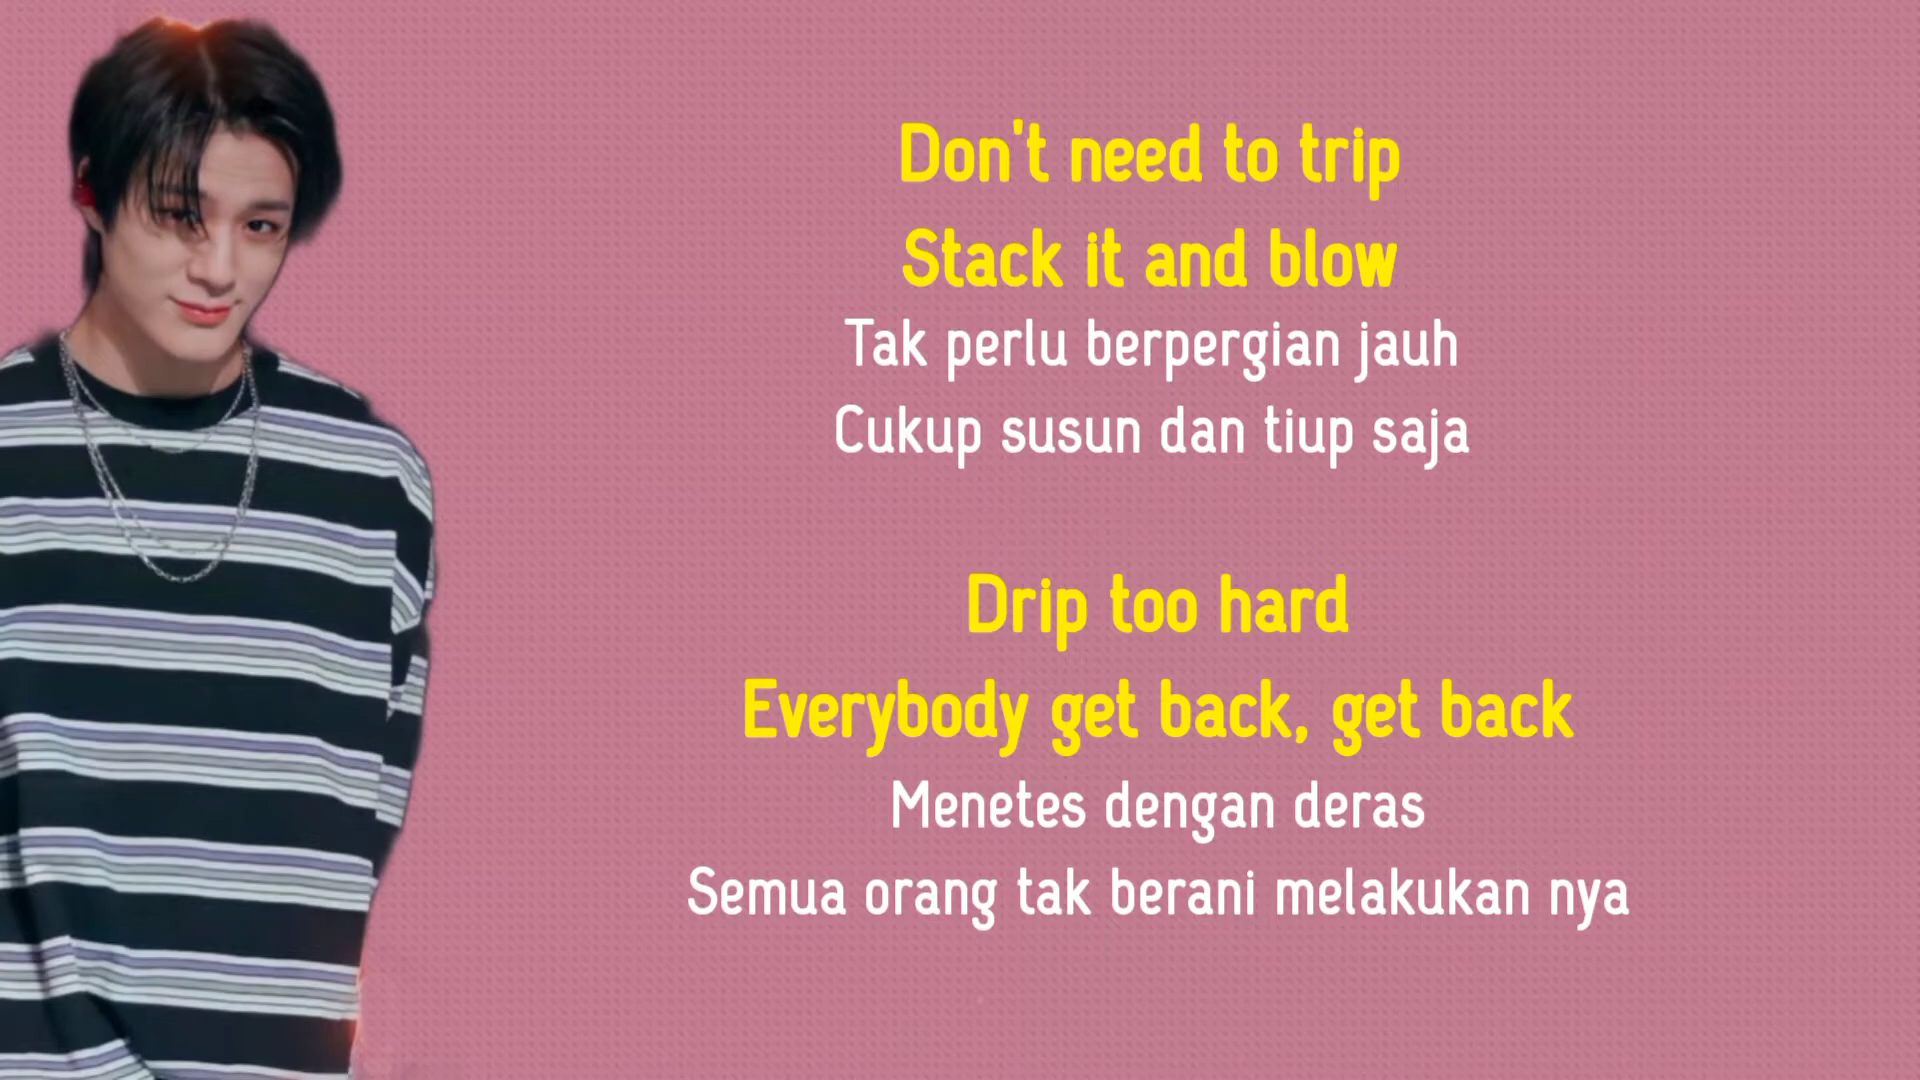 Don't need to trip
Stack it and blow
Tak perlu berpergian jauh
Cukup susun dan tiup saja
Drip too hard
Everybody get back, get back
Menetes dengan deras
Semua orang tak berani melakukan nya